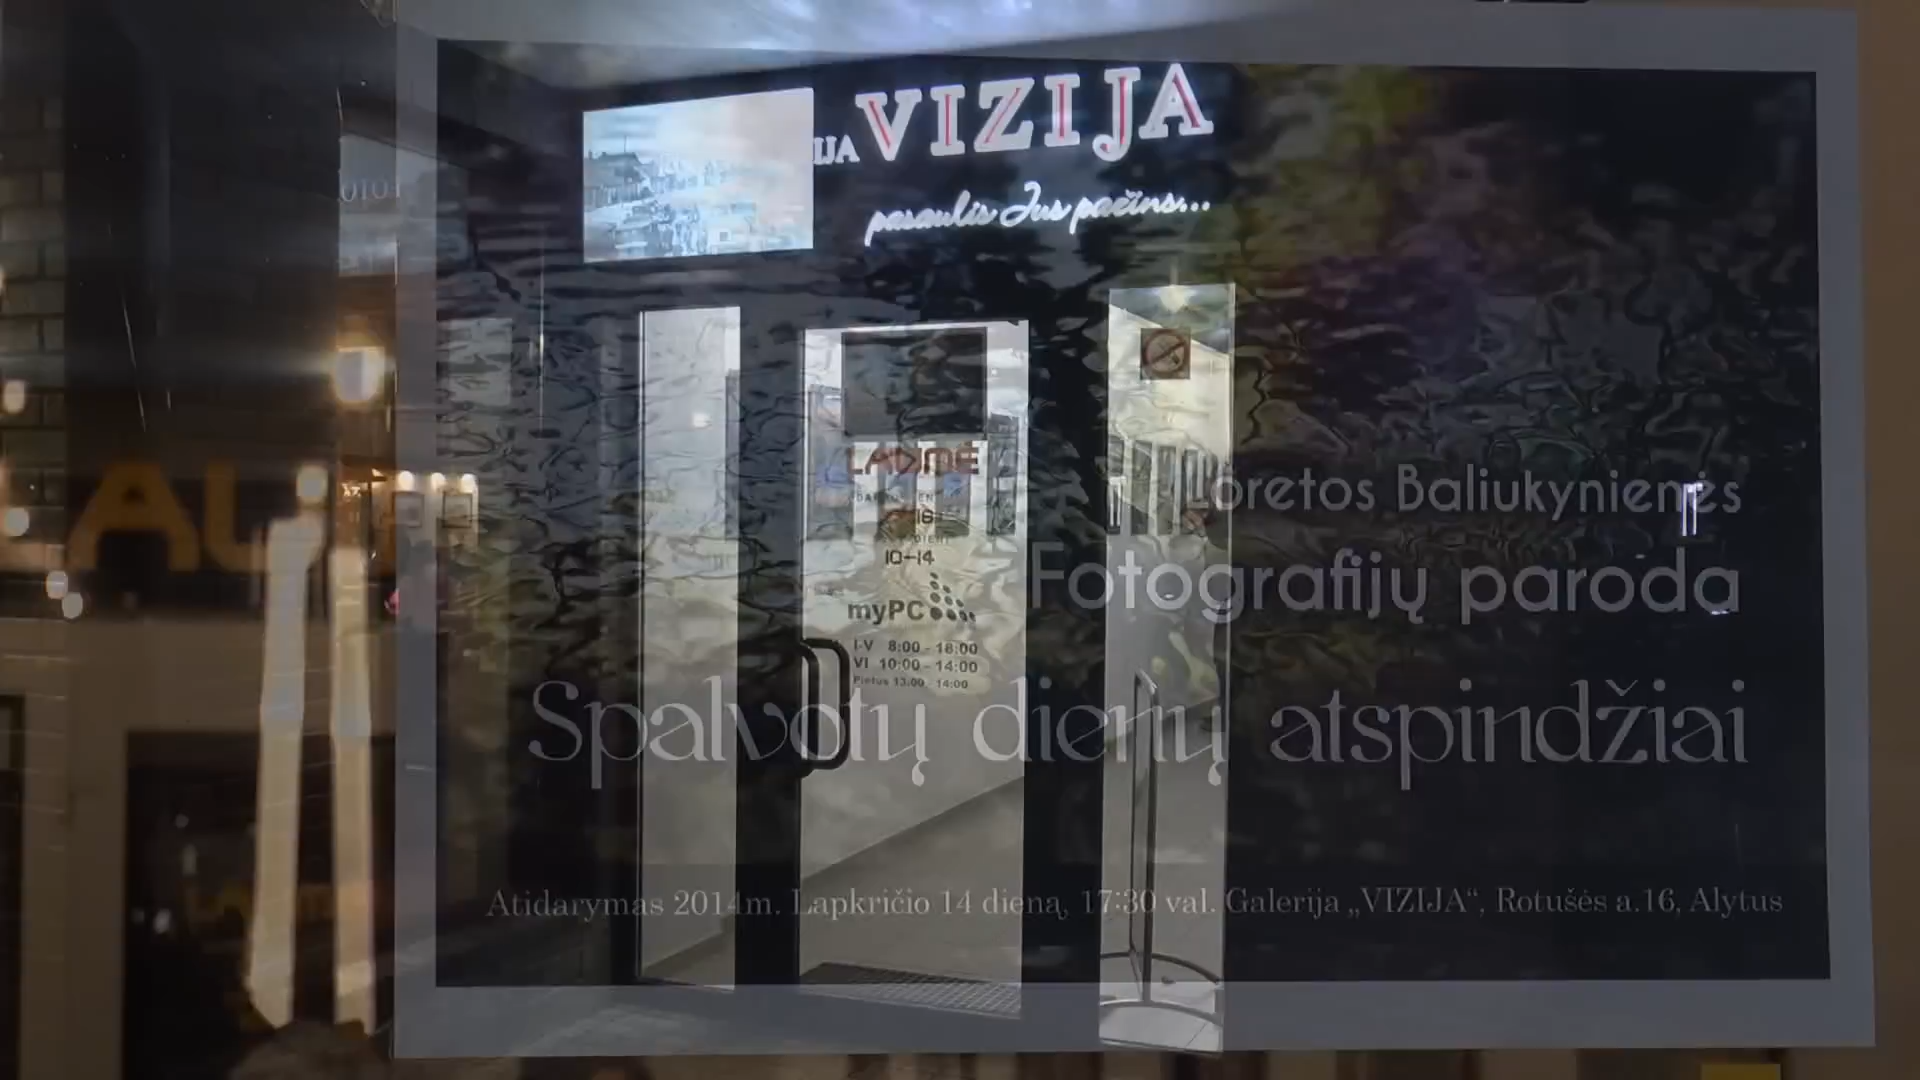 IJA VIZIJA
pasaulis Jus pačius...
LAUMĖ
10-14
myPC
I-V 8:00 - 18:00
VI 10:00 - 14:00
Pietus 13:00 - 14:00
Loretos Baliukynienės
Fotografijų paroda
Spalvotų dienų atspindžiai
Atidarymas 2014m. Lapkričio 14 dieną, 17:30 val. Galerija „VIZIJA“, Rotušės a.16, Alytus